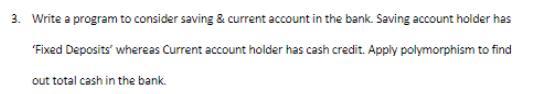 3. Write a program to consider saving & current account in the bank. Saving account holder has
‘Fixed Deposits’ whereas Current account holder has cash credit. Apply polymorphism to find
out total cash in the bank.